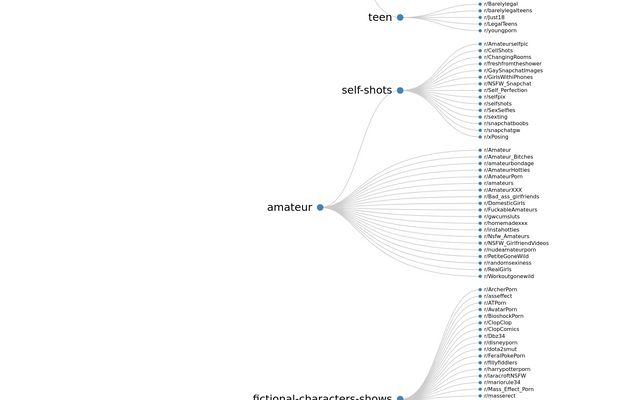 r/Barelylegal
r/barelylegalteens
teen
r/Just18
r/LegalTeens
r/youngporn
r/Amateurselfpic
r/CellShots
r/ChangingRooms
r/freshfromtheshower
r/GaySnapchatImages
r/GirlsWithiPhones
r/NSFW_Snapchat
self-shots
r/Self_Perfection
r/selfpix
r/selfshots
r/SexSelfies
r/sexting
r/snapchatboobs
r/snapchatgw
r/xPosing
r/Amateur
r/Amateur_Bitches
r/amateurbondage
r/AmateurHotties
r/AmateurPorn
r/amateurs
r/AmateurXXX
r/Bad_ass_girlfriends
r/DomesticGirls
amateur
r/FuckableAmateurs
r/gwcumsluts
r/homemadexxx
r/instahotties
r/Nsfw_Amateurs
r/NSFW_GirlfriendVideos
r/nudeamateurporn
r/PetiteGoneWild
r/randomsexiness
r/RealGirls
r/Workoutgonewild
r/ArcherPorn
r/asseffect
r/ATPorn
r/AvatarPorn
r/BioshockPorn
r/ClopClop
r/ClopComics
r/Dbz34
r/disneyporn
r/dota2smut
r/FeralPokePorn
r/fillyfiddlers
r/harrypotterporn
r/laracroftNSFW
r/mariorule34
r/Mass_Effect_Porn
r/masserect
fictional-characters-shows